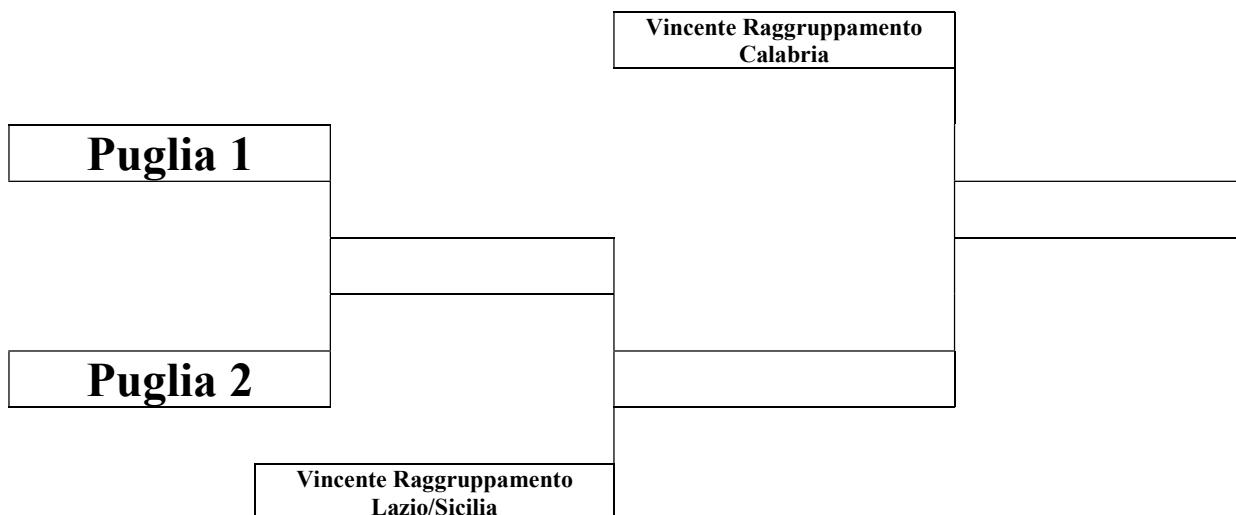 Vincente Raggruppamento
Calabria
Puglia 1
Puglia 2
Vincente Raggruppamento
Lazio/Sicilia